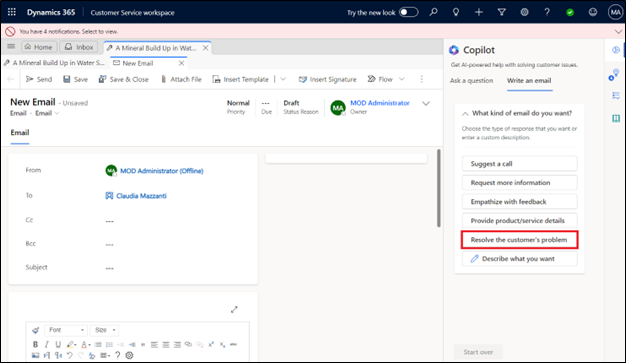 Dynamics 365 Customer Service workspace Try the new look MA
You have 4 notifications. Select to view.
Home Inbox A Mineral Build Up in Wat...
A Mineral Build Up in Water S... New Email
Send Save Save & Close Attach File Insert Template Insert Signature Flow
New Email - Unsaved
Email · Email
Normal
Priority
---
Due
Draft
Status Reason
MA MOD Administrator
Owner
Email
From MA MOD Administrator (Offline)
To Claudia Mazzanti
Cc ---
Bcc ---
Subject ---
Font Size
B I U A
Copilot
Get AI-powered help with solving customer issues.
Ask a question Write an email
What kind of email do you want?
Choose the type of response that you want or
enter a custom description.
Suggest a call
Request more information
Empathize with feedback
Provide product/service details
Resolve the customer's problem
Describe what you want
Start over